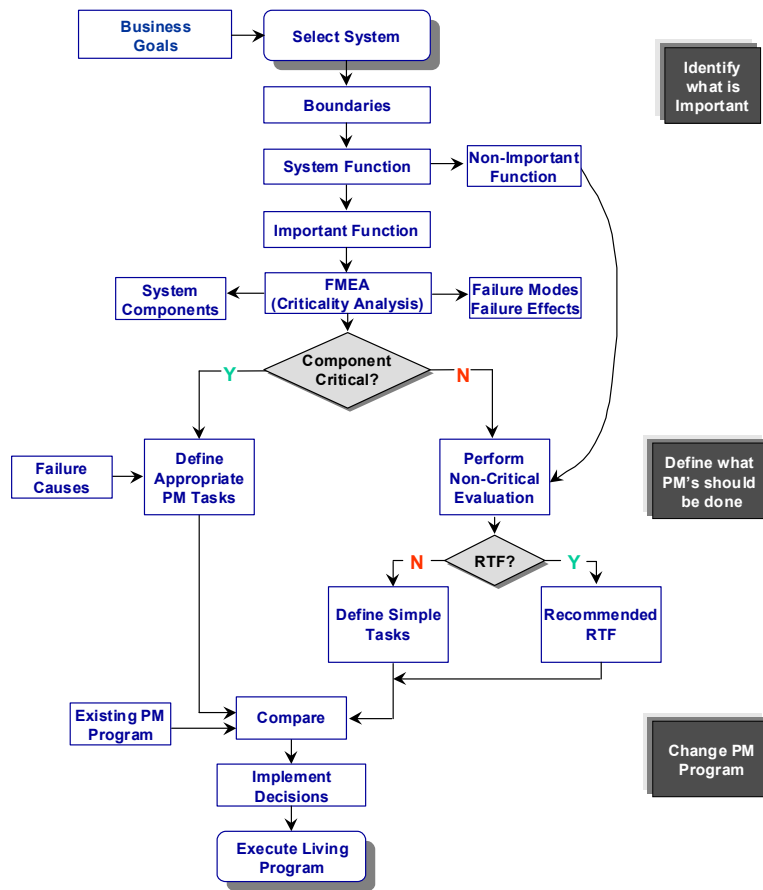 Business
Goals
Select System
Identify
what is
Important
Boundaries
System Function
Non-Important
Function
Important Function
System
Components
FMEA
(Criticality Analysis)
Failure Modes
Failure Effects
Component
Critical?
Y
N
Failure
Causes
Define
Appropriate
PM Tasks
Perform
Non-Critical
Evaluation
Define what
PM's should
be done
RTF?
N
Y
Define Simple
Tasks
Recommended
RTF
Existing PM
Program
Compare
Change PM
Program
Implement
Decisions
Execute Living
Program